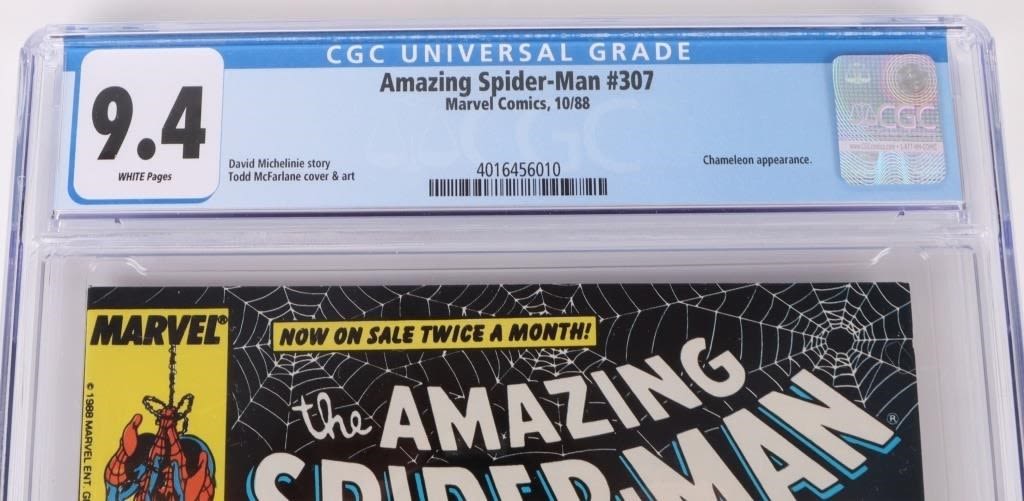 CGC UNIVERSAL GRADE
9.4
WHITE Pages
Amazing Spider-Man #307
Marvel Comics, 10/88
David Michelinie story
Todd McFarlane cover & art
4016456010
Chameleon appearance.
CGC
CGC
MARVEL®
NOW ON SALE TWICE A MONTH!
© 1988 MARVEL ENT.
the AMAZING
SPIDER-MAN®